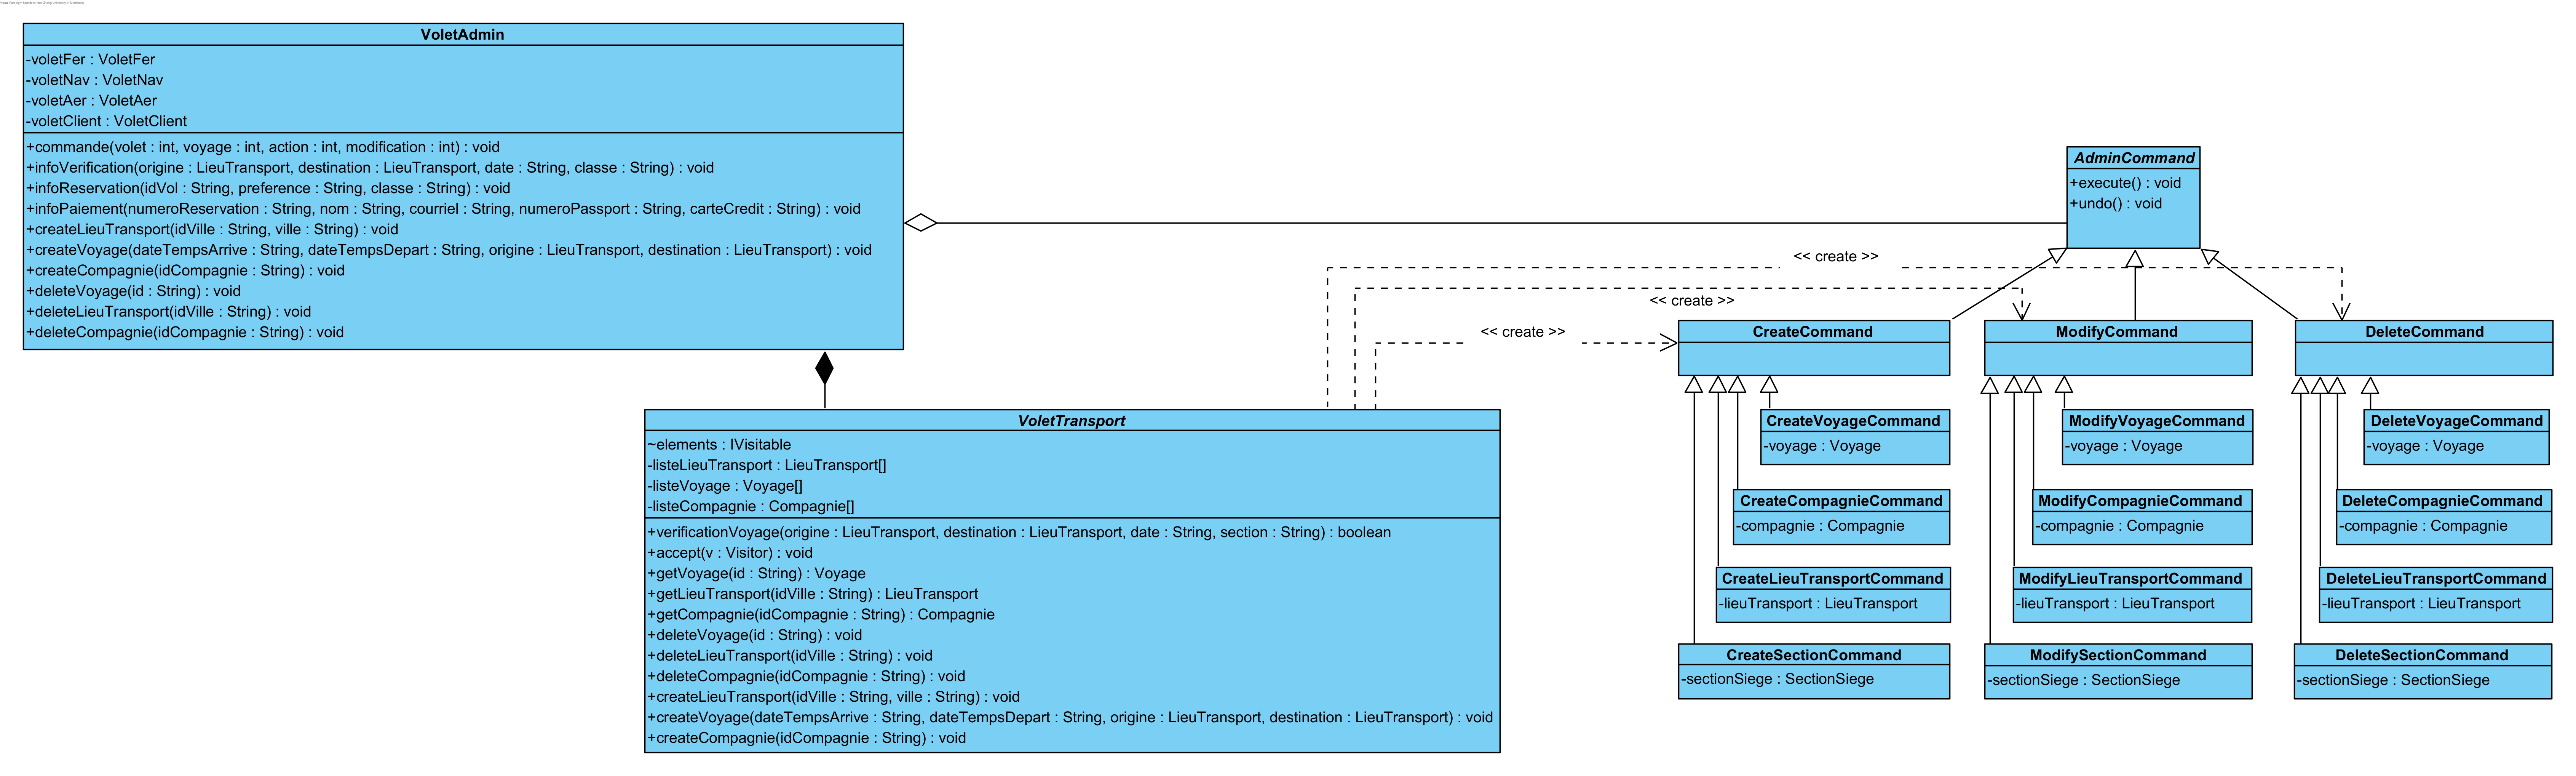 VoletAdmin
-voletFer : VoletFer
-voletNav : VoletNav
-voletAer : VoletAer
-voletClient : VoletClient
+commande(volet : int, voyage : int, action : int, modification : int) : void
+infoVerification(origine : LieuTransport, destination : LieuTransport, date : String, classe : String) : void
+infoReservation(idVol : String, preference : String, classe : String) : void
+infoPaiement(numeroReservation : String, nom : String, courriel : String, numeroPassport : String, carteCredit : String) : void
+createLieuTransport(idVille : String, ville : String) : void
+createVoyage(dateTempsArrive : String, dateTempsDepart : String, origine : LieuTransport, destination : LieuTransport) : void
+createCompagnie(idCompagnie : String) : void
+deleteVoyage(id : String) : void
+deleteLieuTransport(idVille : String) : void
+deleteCompagnie(idCompagnie : String) : void
AdminCommand
+execute() : void
+undo() : void
<< create >>
<< create >>
<< create >>
VoletTransport
~elements : IVisitable
-listeLieuTransport : LieuTransport[]
-listeVoyage : Voyage[]
-listeCompagnie : Compagnie[]
+verificationVoyage(origine : LieuTransport, destination : LieuTransport, date : String, section : String) : boolean
+accept(v : Visitor) : void
+getVoyage(id : String) : Voyage
+getLieuTransport(idVille : String) : LieuTransport
+getCompagnie(idCompagnie : String) : Compagnie
+deleteVoyage(id : String) : void
+deleteLieuTransport(idVille : String) : void
+deleteCompagnie(idCompagnie : String) : void
+createLieuTransport(idVille : String, ville : String) : void
+createVoyage(dateTempsArrive : String, dateTempsDepart : String, origine : LieuTransport, destination : LieuTransport) : void
+createCompagnie(idCompagnie : String) : void
CreateCommand
CreateVoyageCommand
-voyage : Voyage
CreateCompagnieCommand
-compagnie : Compagnie
CreateLieuTransportCommand
-lieuTransport : LieuTransport
CreateSectionCommand
-sectionSiege : SectionSiege
ModifyCommand
ModifyVoyageCommand
-voyage : Voyage
ModifyCompagnieCommand
-compagnie : Compagnie
ModifyLieuTransportCommand
-lieuTransport : LieuTransport
ModifySectionCommand
-sectionSiege : SectionSiege
DeleteCommand
DeleteVoyageCommand
-voyage : Voyage
DeleteCompagnieCommand
-compagnie : Compagnie
DeleteLieuTransportCommand
-lieuTransport : LieuTransport
DeleteSectionCommand
-sectionSiege : SectionSiege